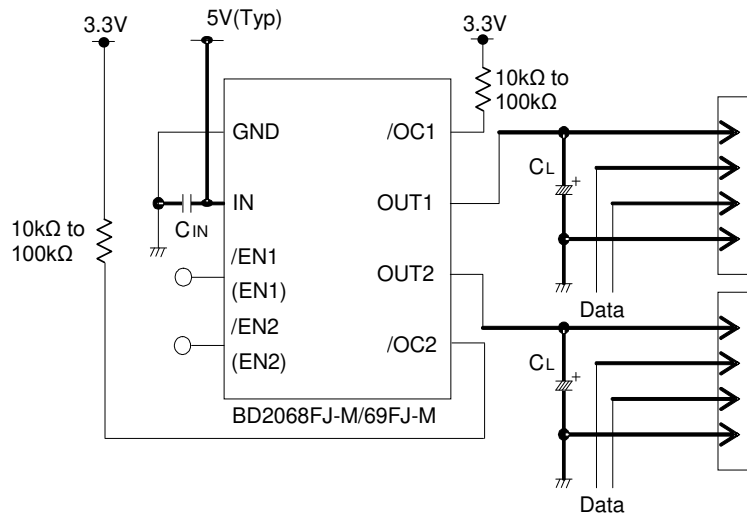 3.3V
5V(Typ)
3.3V
10kΩ to
100kΩ
GND
/OC1
CL
+
IN
OUT1
CIN
10kΩ to
100kΩ
/EN1
(EN1)
OUT2
Data
/EN2
(EN2)
/OC2
CL
+
BD2068FJ-M/69FJ-M
Data